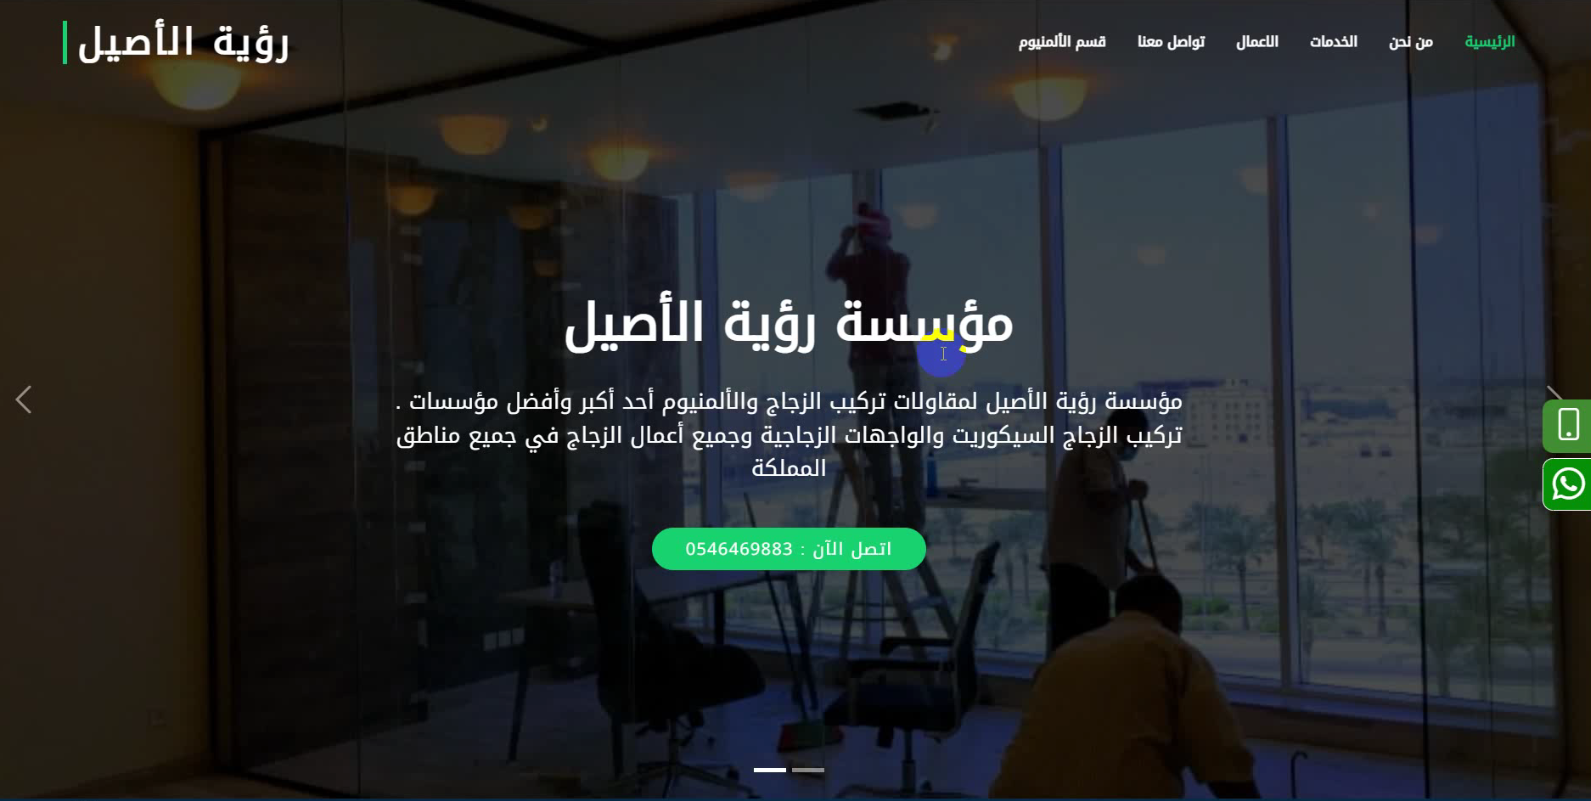 رؤية الأصيل
الرئيسية
من نحن
الخدمات
الاعمال
تواصل معنا
قسم الألمنيوم
مؤسسة رؤية الأصيل
مؤسسة رؤية الأصيل لمقاولات تركيب الزجاج والألمنيوم أحد أكبر وأفضل مؤسسات .
تركيب الزجاج السيكوريت والواجهات الزجاجية وجميع أعمال الزجاج في جميع مناطق
المملكة
اتصل الآن : 0546469883